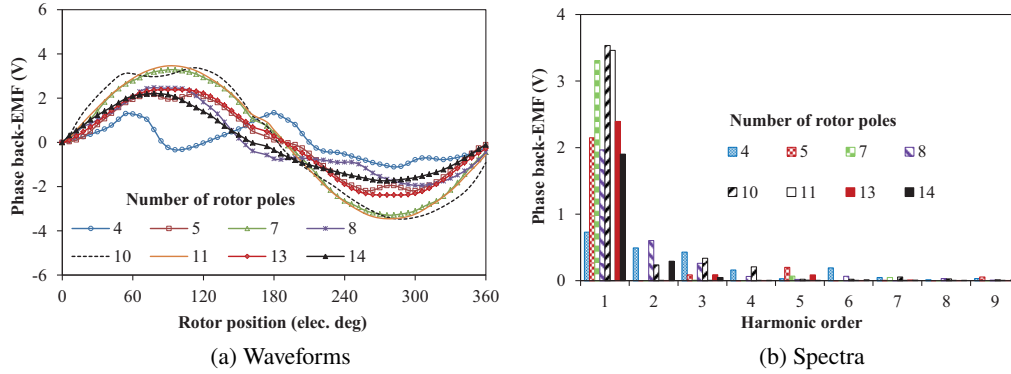 6
4
2
0
-2
-4
-6
Phase back-EMF (V)
Number of rotor poles
4 5 7 8
10 11 13 14
0 60 120 180 240 300 360
Rotor position (elec. deg)
(a) Waveforms
4
3
2
1
0
Phase back-EMF (V)
Number of rotor poles
4 5 7 8
10 11 13 14
1 2 3 4 5 6 7 8 9
Harmonic order
(b) Spectra